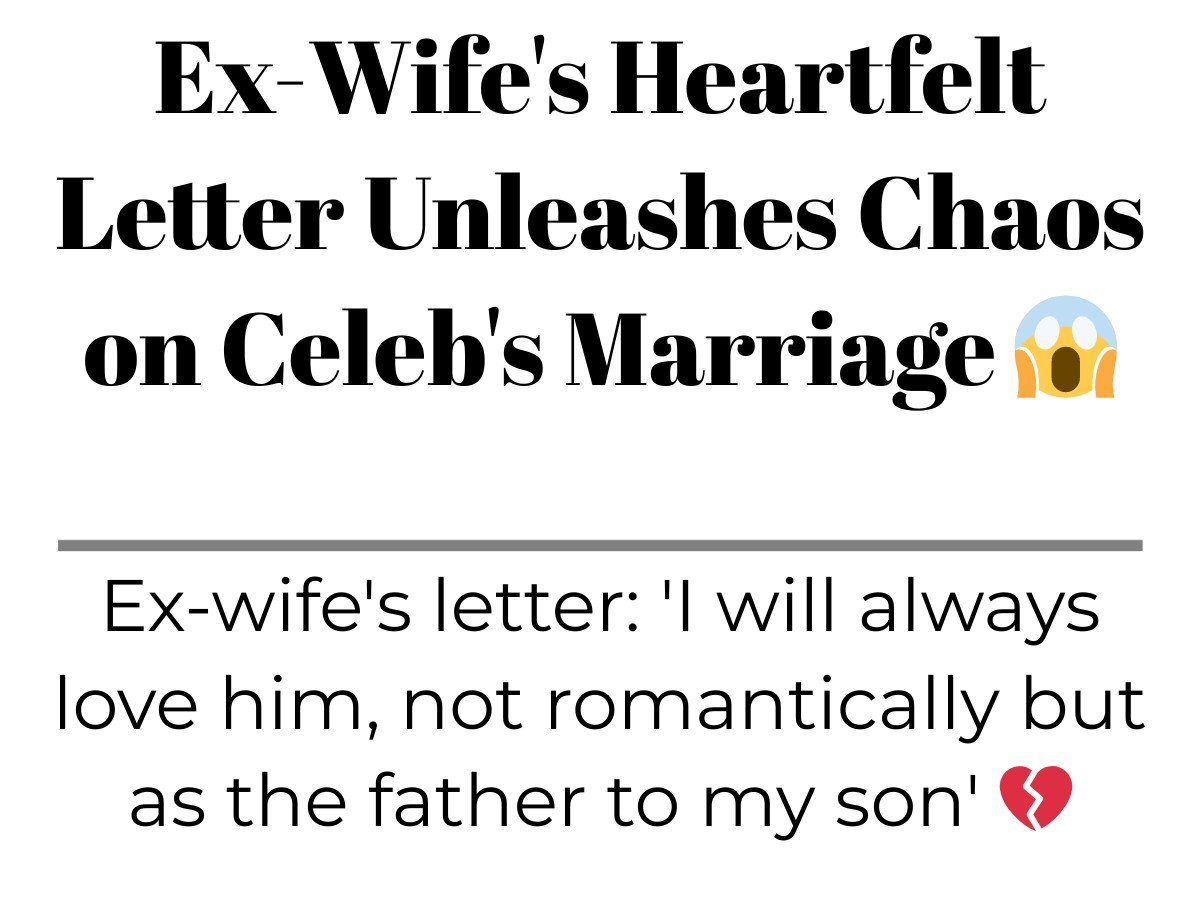 Ex-Wife's Heartfelt
Letter Unleashes Chaos
on Celeb's Marriage 😱
Ex-wife's letter: 'I will always
love him, not romantically but
as the father to my son' 💔